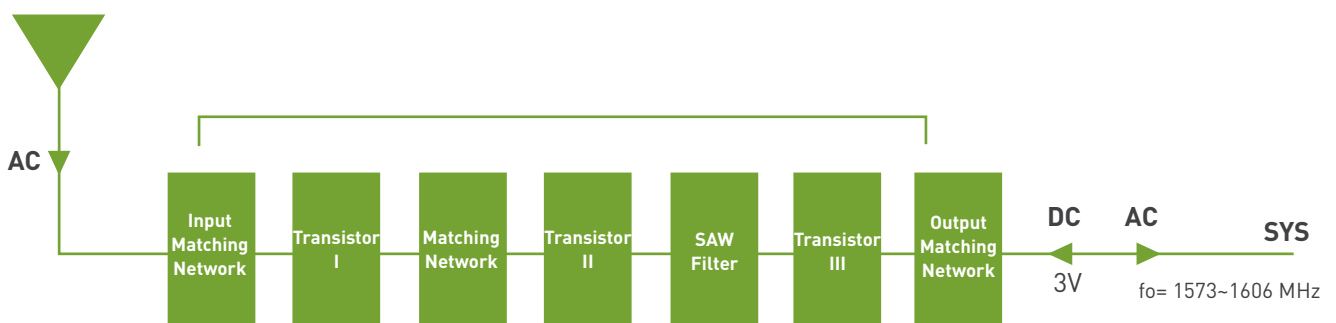 AC
Input
Matching
Network
Transistor
I
Matching
Network
Transistor
II
SAW
Filter
Transistor
III
Output
Matching
Network
DC
AC
SYS
3V
fo= 1573~1606 MHz